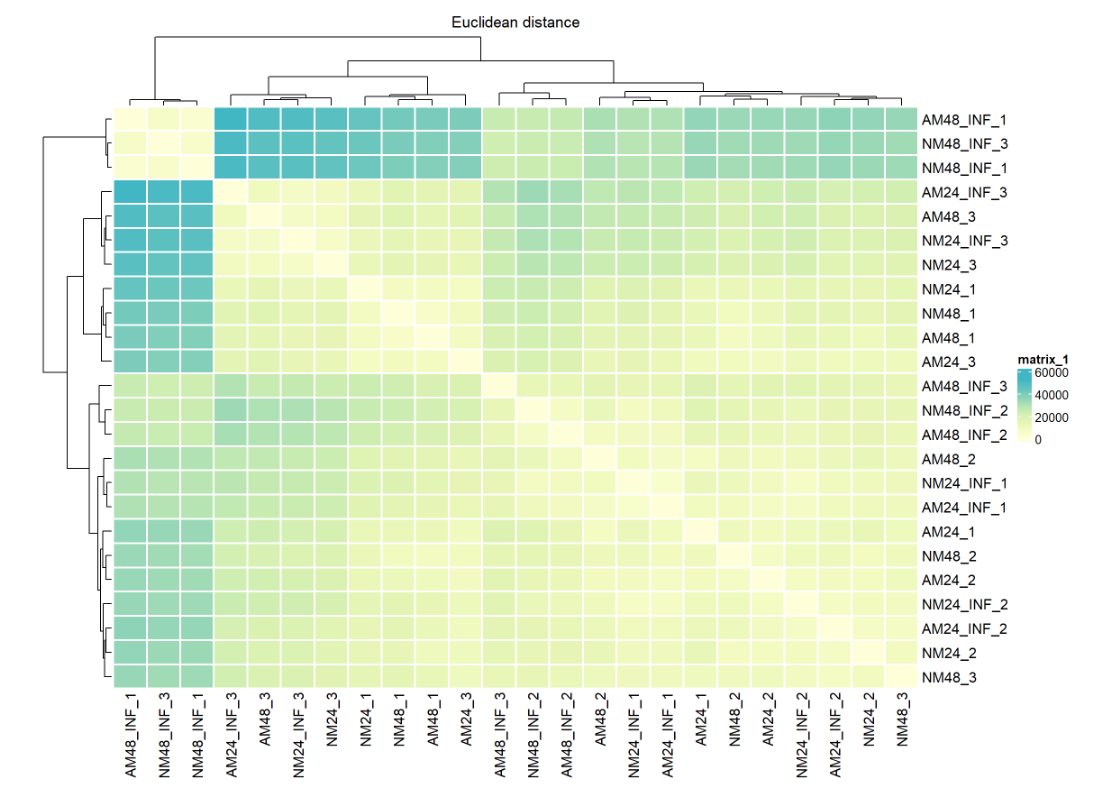 Euclidean distance
AM48_INF_1
NM48_INF_3
NM48_INF_1
AM24_INF_3
AM48_3
NM24_INF_3
NM24_3
NM24_1
NM48_1
AM48_1
AM24_3
AM48_INF_3
NM48_INF_2
AM48_INF_2
AM48_2
NM24_INF_1
AM24_INF_1
AM24_1
NM48_2
AM24_2
NM24_INF_2
AM24_INF_2
NM24_2
NM48_3
matrix_1
60000
40000
20000
0
AM48_INF_1
NM48_INF_3
NM48_INF_1
AM24_INF_3
AM48_3
NM24_INF_3
NM24_3
NM24_1
NM48_1
AM48_1
AM24_3
AM48_INF_3
NM48_INF_2
AM48_INF_2
AM48_2
NM24_INF_1
AM24_INF_1
AM24_1
NM48_2
AM24_2
NM24_INF_2
AM24_INF_2
NM24_2
NM48_3